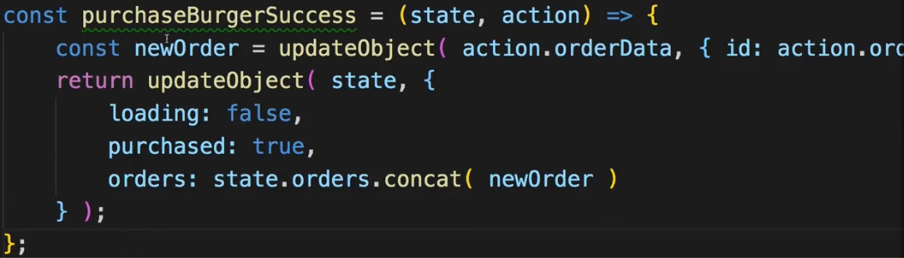 const purchaseBurgerSuccess = (state, action) => {
    const newOrder = updateObject( action.orderData, { id: action.ord
    return updateObject( state, {
        loading: false,
        purchased: true,
        orders: state.orders.concat( newOrder )
    } );
};